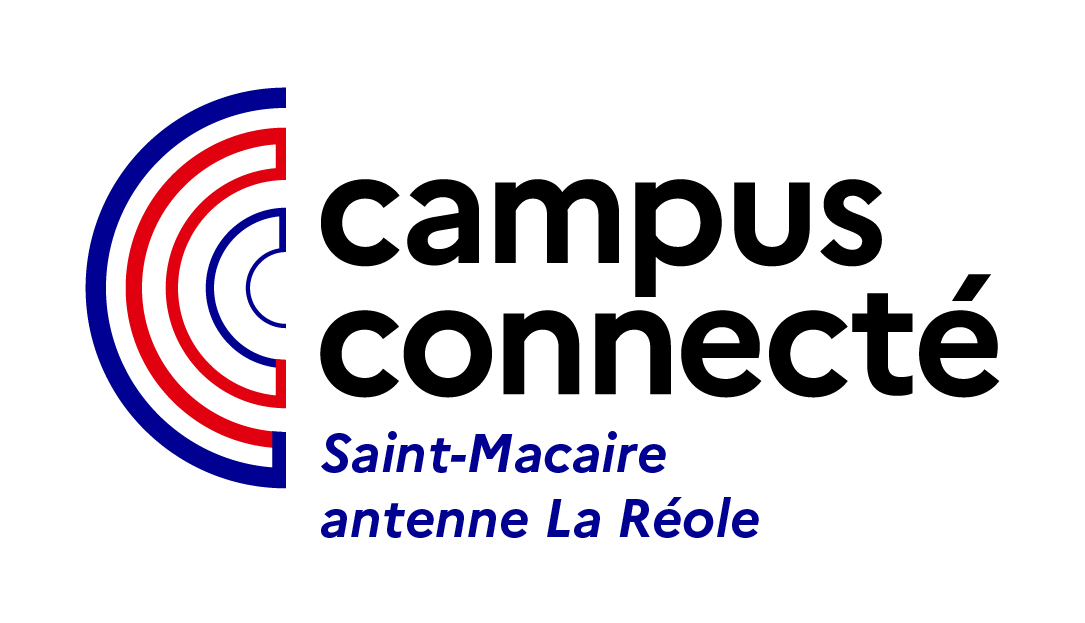 campus
connecté
Saint-Macaire
antenne La Réole